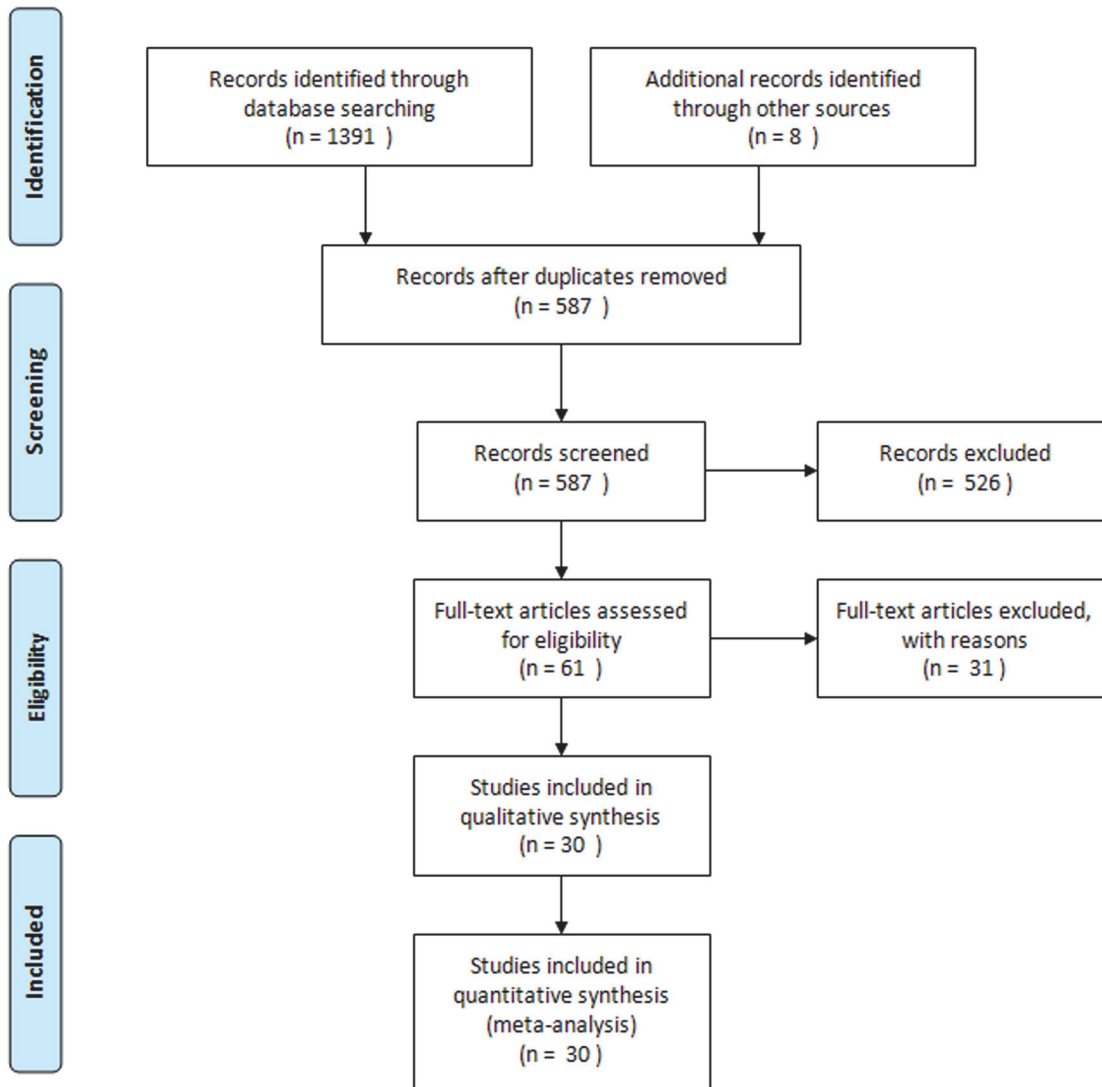 Identification
Records identified through
database searching
(n = 1391 )
Additional records identified
through other sources
(n = 8 )
Records after duplicates removed
(n = 587 )
Screening
Records screened
(n = 587 )
Records excluded
(n = 526 )
Eligibility
Full-text articles assessed
for eligibility
(n = 61 )
Full-text articles excluded,
with reasons
(n = 31 )
Studies included in
qualitative synthesis
(n = 30 )
Included
Studies included in
quantitative synthesis
(meta-analysis)
(n = 30 )